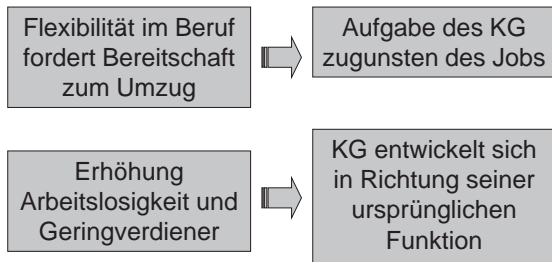 Flexibilität im Beruf
fordert Bereitschaft
zum Umzug
Aufgabe des KG
zugunsten des Jobs
Erhöhung
Arbeitslosigkeit und
Geringverdiener
KG entwickelt sich
in Richtung seiner
ursprünglichen
Funktion